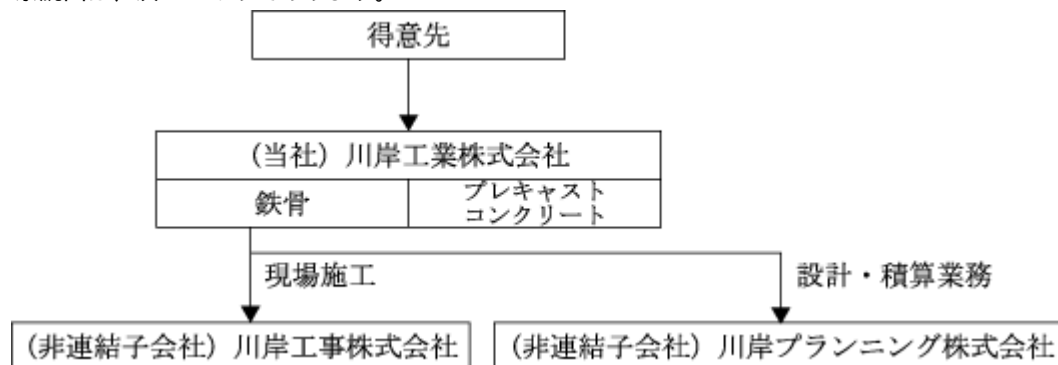 得意先
(当社) 川岸工業株式会社
鉄骨
プレキャスト
コンクリート
現場施工
設計・積算業務
(非連結子会社) 川岸工事株式会社
(非連結子会社) 川岸プランニング株式会社